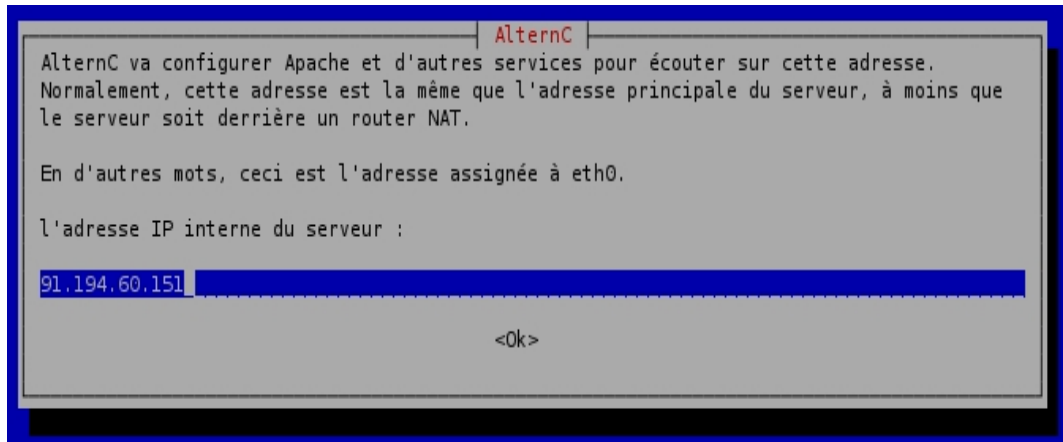 AlternC
AlternC va configurer Apache et d'autres services pour écouter sur cette adresse.
Normalement, cette adresse est la même que l'adresse principale du serveur, à moins que
le serveur soit derrière un router NAT.
En d'autres mots, ceci est l'adresse assignée à eth0.
l'adresse IP interne du serveur :
91.194.60.151
<Ok>